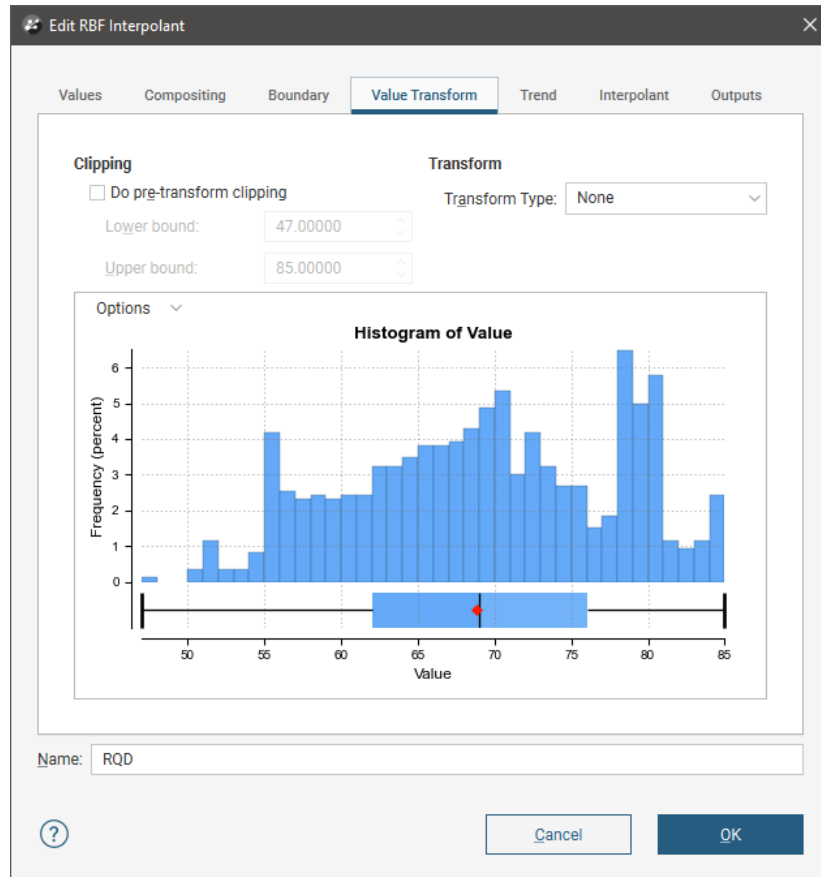 Edit RBF Interpolant
Values Compositing Boundary Value Transform Trend Interpolant Outputs
Clipping
Do pre-transform clipping
Lower bound: 47.00000
Upper bound: 85.00000
Transform
Transform Type: None
Options
Histogram of Value
Frequency (percent)
6
5
4
3
2
1
0
50 55 60 65 70 75 80 85
Value
Name: RQD
?
Cancel OK